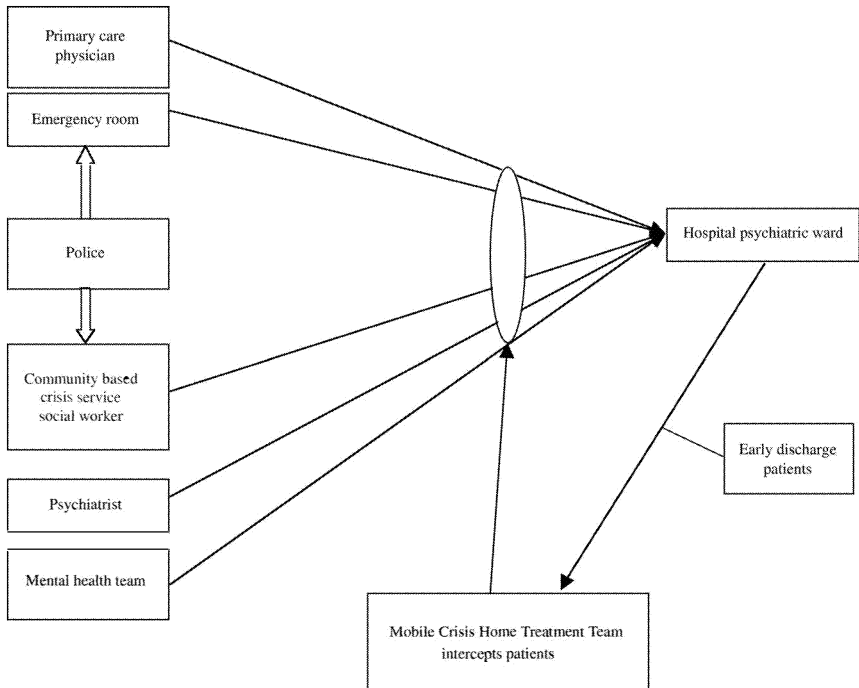 Primary care
physician
Emergency room
Police
Hospital psychiatric ward
Community based
crisis service
social worker
Early discharge
patients
Psychiatrist
Mental health team
Mobile Crisis Home Treatment Team
intercepts patients